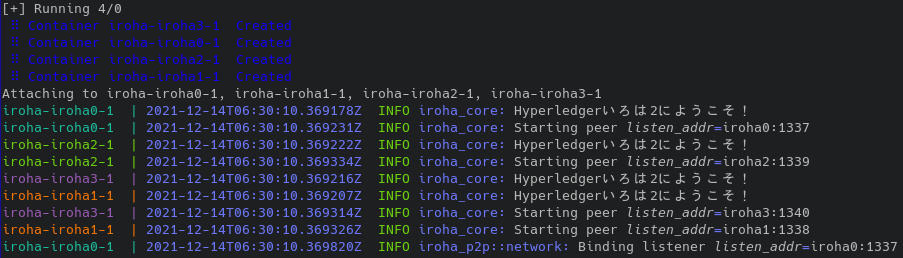 [+] Running 4/0
⠿ Container iroha-iroha3-1  Created
⠿ Container iroha-iroha0-1  Created
⠿ Container iroha-iroha2-1  Created
⠿ Container iroha-iroha1-1  Created
Attaching to iroha-iroha0-1, iroha-iroha1-1, iroha-iroha2-1, iroha-iroha3-1
iroha-iroha0-1  | 2021-12-14T06:30:10.369178Z  INFO iroha_core: Hyperledgerいろは2にようこそ！
iroha-iroha0-1  | 2021-12-14T06:30:10.369231Z  INFO iroha_core: Starting peer listen_addr=iroha0:1337
iroha-iroha2-1  | 2021-12-14T06:30:10.369222Z  INFO iroha_core: Hyperledgerいろは2にようこそ！
iroha-iroha2-1  | 2021-12-14T06:30:10.369334Z  INFO iroha_core: Starting peer listen_addr=iroha2:1339
iroha-iroha3-1  | 2021-12-14T06:30:10.369216Z  INFO iroha_core: Hyperledgerいろは2にようこそ！
iroha-iroha1-1  | 2021-12-14T06:30:10.369207Z  INFO iroha_core: Hyperledgerいろは2にようこそ！
iroha-iroha3-1  | 2021-12-14T06:30:10.369314Z  INFO iroha_core: Starting peer listen_addr=iroha3:1340
iroha-iroha1-1  | 2021-12-14T06:30:10.369326Z  INFO iroha_core: Starting peer listen_addr=iroha1:1338
iroha-iroha0-1  | 2021-12-14T06:30:10.369820Z  INFO iroha_p2p::network: Binding listener listen_addr=iroha0:1337